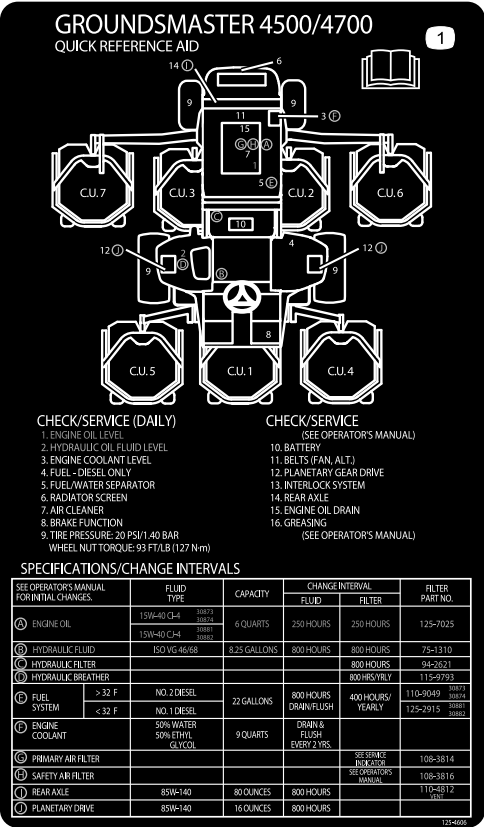 GROUNDSMASTER 4500/4700
QUICK REFERENCE AID
1
14 I
6
9
9
11
15
3 F
G H A
7
1
5 E
C.U. 7
C.U. 3
C.U. 2
C.U. 6
C
10
12 J
2
D
9
B
4
12 J
9
8
C.U. 5
C.U. 1
C.U. 4
CHECK/SERVICE (DAILY)
1. ENGINE OIL LEVEL
2. HYDRAULIC OIL FLUID LEVEL
3. ENGINE COOLANT LEVEL
4. FUEL - DIESEL ONLY
5. FUEL/WATER SEPARATOR
6. RADIATOR SCREEN
7. AIR CLEANER
8. BRAKE FUNCTION
9. TIRE PRESSURE: 20 PSI/1.40 BAR
WHEEL NUT TORQUE: 93 FT/LB (127 N·m)
CHECK/SERVICE
(SEE OPERATOR'S MANUAL)
10. BATTERY
11. BELTS (FAN, ALT.)
12. PLANETARY GEAR DRIVE
13. INTERLOCK SYSTEM
14. REAR AXLE
15. ENGINE OIL DRAIN
16. GREASING
(SEE OPERATOR'S MANUAL)
SPECIFICATIONS/CHANGE INTERVALS
SEE OPERATOR'S MANUAL FOR INITIAL CHANGES. FLUID TYPE CAPACITY CHANGE INTERVAL FLUID FILTER FILTER PART NO.
A ENGINE OIL 15W-40 CI-4 30873 30874 15W-40 CJ-4 30881 30882 6 QUARTS 250 HOURS 250 HOURS 125-7025
B HYDRAULIC FLUID ISO VG 46/68 8.25 GALLONS 800 HOURS 800 HOURS 75-1310
C HYDRAULIC FILTER 800 HOURS 94-2621
D HYDRAULIC BREATHER 800 HRS/YRLY 115-9793
E FUEL SYSTEM > 32 F NO. 2 DIESEL < 32 F NO. 1 DIESEL 22 GALLONS 800 HOURS DRAIN/FLUSH 400 HOURS/ YEARLY 110-9049 30873 30874 125-2915 30881 30882
F ENGINE COOLANT 50% WATER 50% ETHYL GLYCOL 9 QUARTS DRAIN & FLUSH EVERY 2 YRS.
G PRIMARY AIR FILTER SEE SERVICE INDICATOR 108-3814
H SAFETY AIR FILTER SEE OPERATOR'S MANUAL 108-3816
I REAR AXLE 85W-140 80 OUNCES 800 HOURS 110-4812 VENT
J PLANETARY DRIVE 85W-140 16 OUNCES 800 HOURS
125-4606